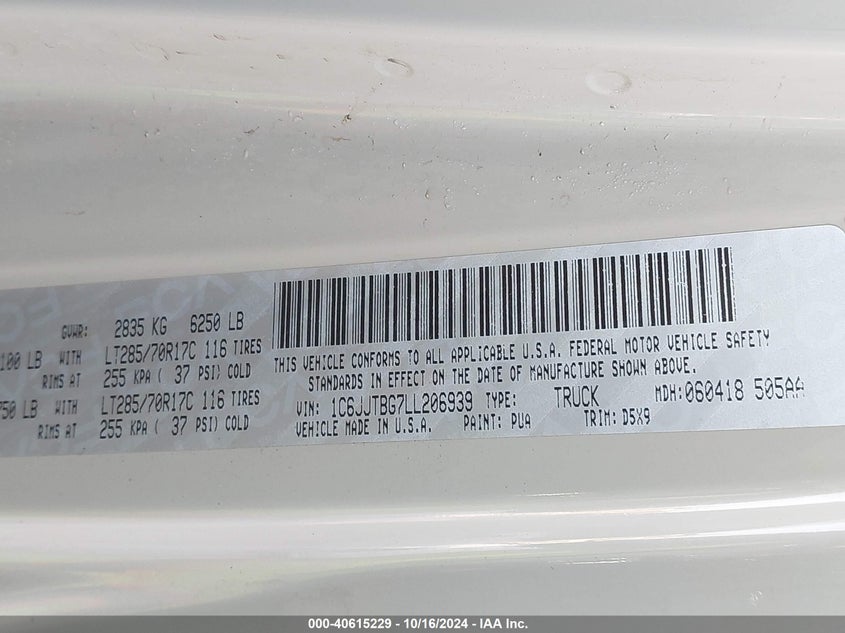 GVWR: 2835 KG 6250 LB
100 LB WITH LT285/70R17C 116 TIRES
RIMS AT 255 KPA ( 37 PSI) COLD
750 LB WITH LT285/70R17C 116 TIRES
RIMS AT 255 KPA ( 37 PSI) COLD
THIS VEHICLE CONFORMS TO ALL APPLICABLE U.S.A. FEDERAL MOTOR VEHICLE SAFETY
STANDARDS IN EFFECT ON THE DATE OF MANUFACTURE SHOWN ABOVE.
VIN: 1C6JJTBG7LL206939 TYPE: TRUCK MDH: 060418 505AA
VEHICLE MADE IN U.S.A. PAINT: PUA TRIM: D5X9
000-40615229 - 10/16/2024 - IAA Inc.